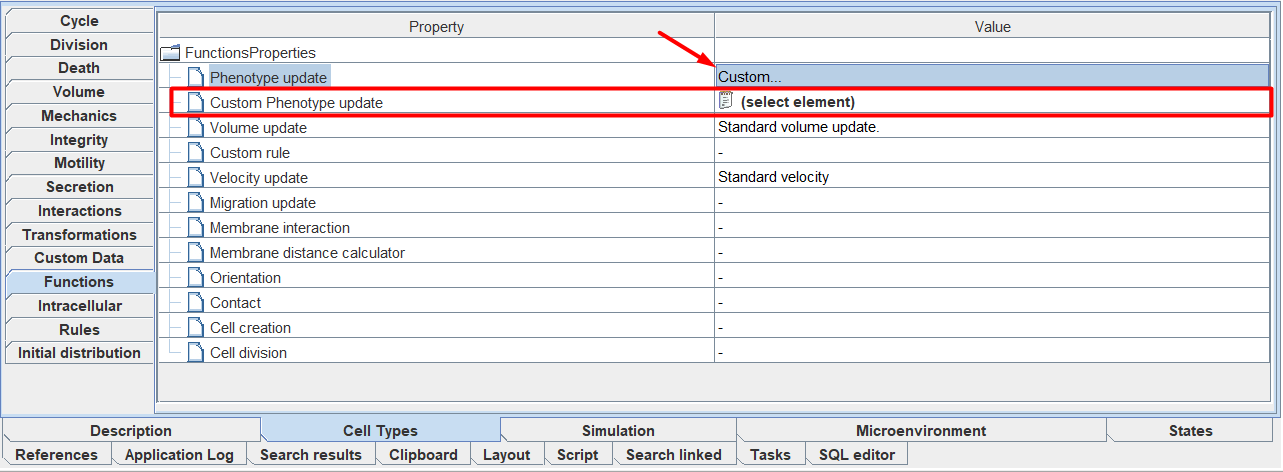 Cycle
Division
Death
Volume
Mechanics
Integrity
Motility
Secretion
Interactions
Transformations
Custom Data
Functions
Intracellular
Rules
Initial distribution
Property Value
FunctionsProperties
Phenotype update Custom...
Custom Phenotype update (select element)
Volume update Standard volume update.
Custom rule -
Velocity update Standard velocity
Migration update -
Membrane interaction -
Membrane distance calculator -
Orientation -
Contact -
Cell creation -
Cell division -
Description Cell Types Simulation Microenvironment States
References Application Log Search results Clipboard Layout Script Search linked Tasks SQL editor